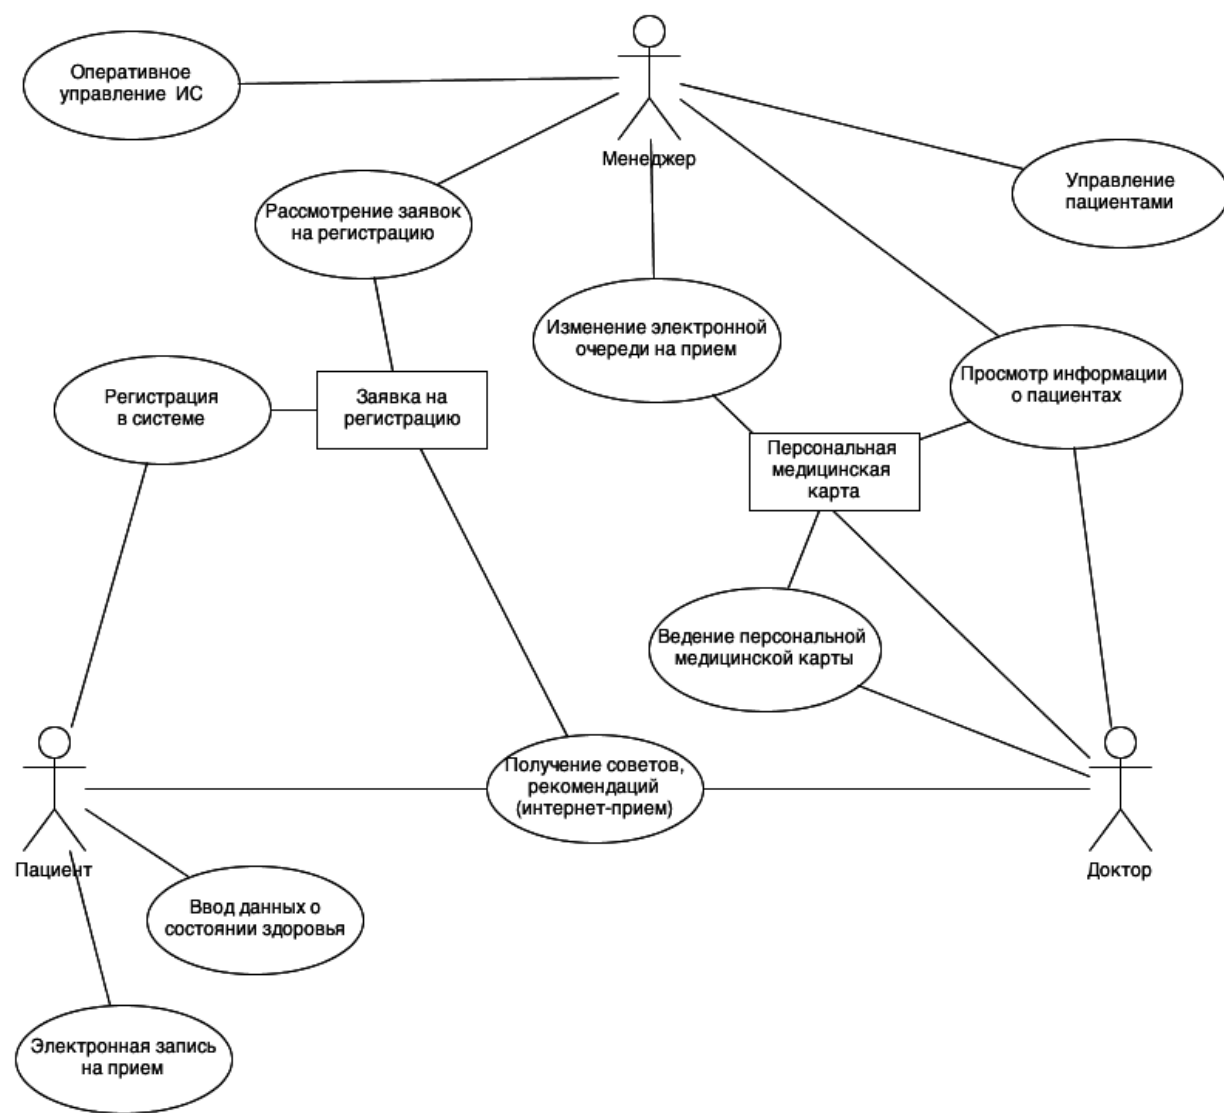 Оперативное
управление ИС
Менеджер
Управление
пациентами
Рассмотрение заявок
на регистрацию
Изменение электронной
очереди на прием
Просмотр информации
о пациентах
Регистрация
в системе
Заявка на
регистрацию
Персональная
медицинская
карта
Ведение персональной
медицинской карты
Получение советов,
рекомендаций
(интернет-прием)
Пациент
Доктор
Ввод данных о
состоянии здоровья
Электронная запись
на прием